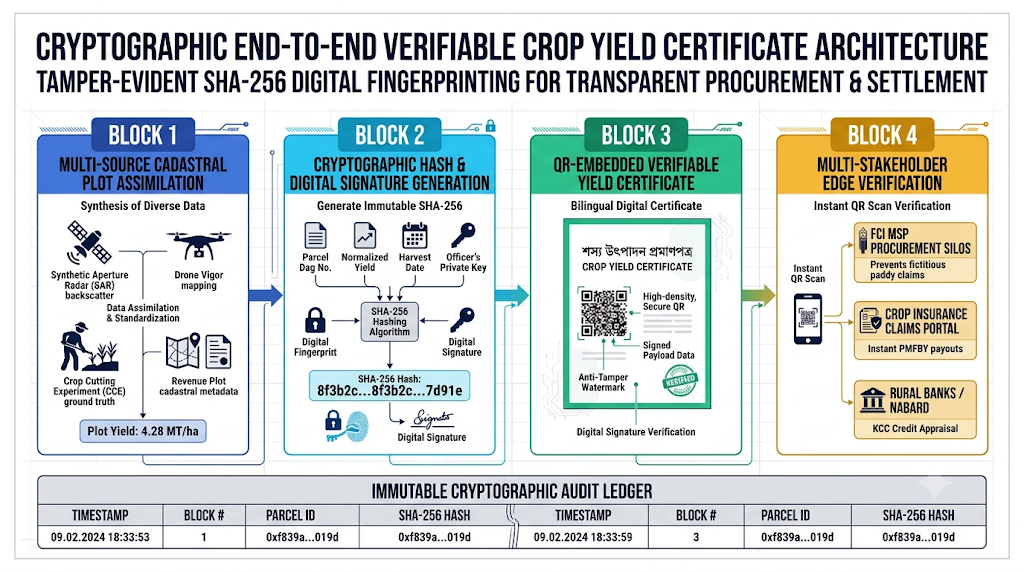 CRYPTOGRAPHIC END-TO-END VERIFIABLE CROP YIELD CERTIFICATE ARCHITECTURE
TAMPER-EVIDENT SHA-256 DIGITAL FINGERPRINTING FOR TRANSPARENT PROCUREMENT & SETTLEMENT
BLOCK 1
MULTI-SOURCE CADASTRAL
PLOT ASSIMILATION
Synthesis of Diverse Data
Synthetic Aperture
Radar (SAR)
backscatter
Drone Vigor
mapping
Data Assimilation
& Standardization
Crop Cutting
Experiment (CCE)
ground truth
Revenue Plot
cadastral metadata
Plot Yield: 4.28 MT/ha
BLOCK 2
CRYPTOGRAPHIC HASH &
DIGITAL SIGNATURE GENERATION
Generate Immutable SHA-256
Parcel
Dag No.
Normalized
Yield
Harvest
Date
Officer's
Private Key
SHA-256
Hashing
Algorithm
Digital
Fingerprint
Digital
Signature
SHA-256 Hash:
8f3b2c...8f3b2c...7d91e
Signats
Digital Signature
BLOCK 3
QR-EMBEDDED VERIFIABLE
YIELD CERTIFICATE
Bilingual Digital Certificate
শস্য উৎপাদন প্রমাণপত্র
CROP YIELD CERTIFICATE
High-density,
Secure QR
Signed
Payload Data
Anti-Tamper
Watermark
VERIFIED
Digital Signature Verification
BLOCK 4
MULTI-STAKEHOLDER
EDGE VERIFICATION
Instant QR Scan Verification
Instant
QR Scan
FCI MSP
PROCUREMENT SILOS
Prevents fictitious
paddy claims
CROP INSURANCE
CLAIMS PORTAL
Instant PMFBY payouts
RURAL BANKS /
NABARD
KCC Credit Appraisal
IMMUTABLE CRYPTOGRAPHIC AUDIT LEDGER
TIMESTAMP BLOCK # PARCEL ID SHA-256 HASH TIMESTAMP BLOCK # PARCEL ID SHA-256 HASH
09.02.2024 18:33:53 1 0xf839a...019d 0xf839a...019d 09.02.2024 18:33:59 3 0xf839a...019d 0xf839a...019d